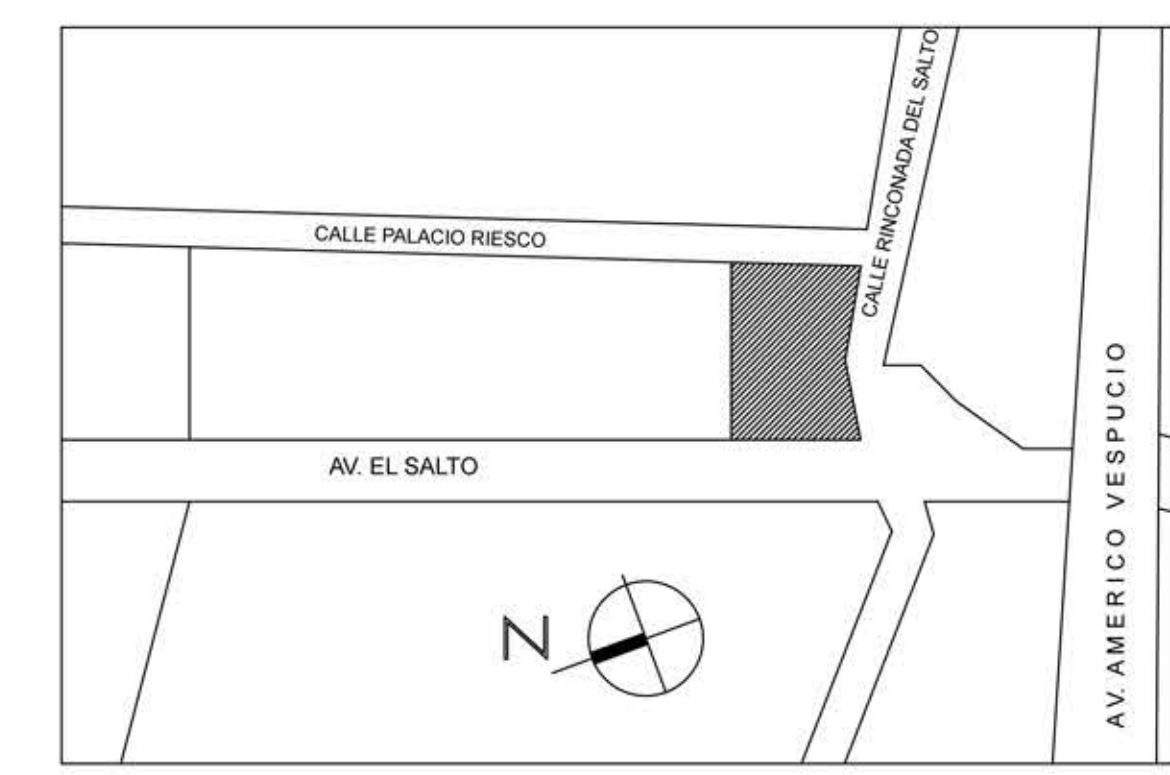 CALLE RINCONADA DEL SALTO
CALLE PALACIO RIESCO
AV. EL SALTO
AV. AMERICO VESPUCIO
N